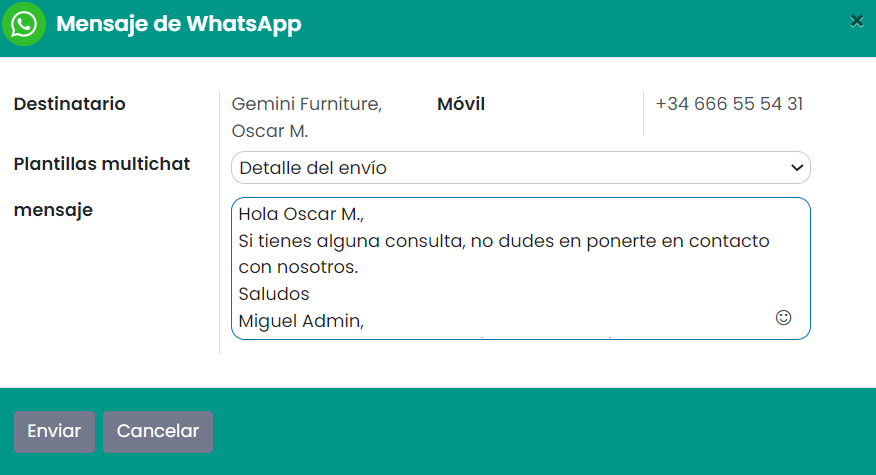 Mensaje de WhatsApp
×
Destinatario
Gemini Furniture,
Oscar M.
Móvil
+34 666 55 54 31
Plantillas multichat
Detalle del envío
mensaje
Hola Oscar M.,
Si tienes alguna consulta, no dudes en ponerte en contacto
con nosotros.
Saludos
Miguel Admin,
Enviar
Cancelar